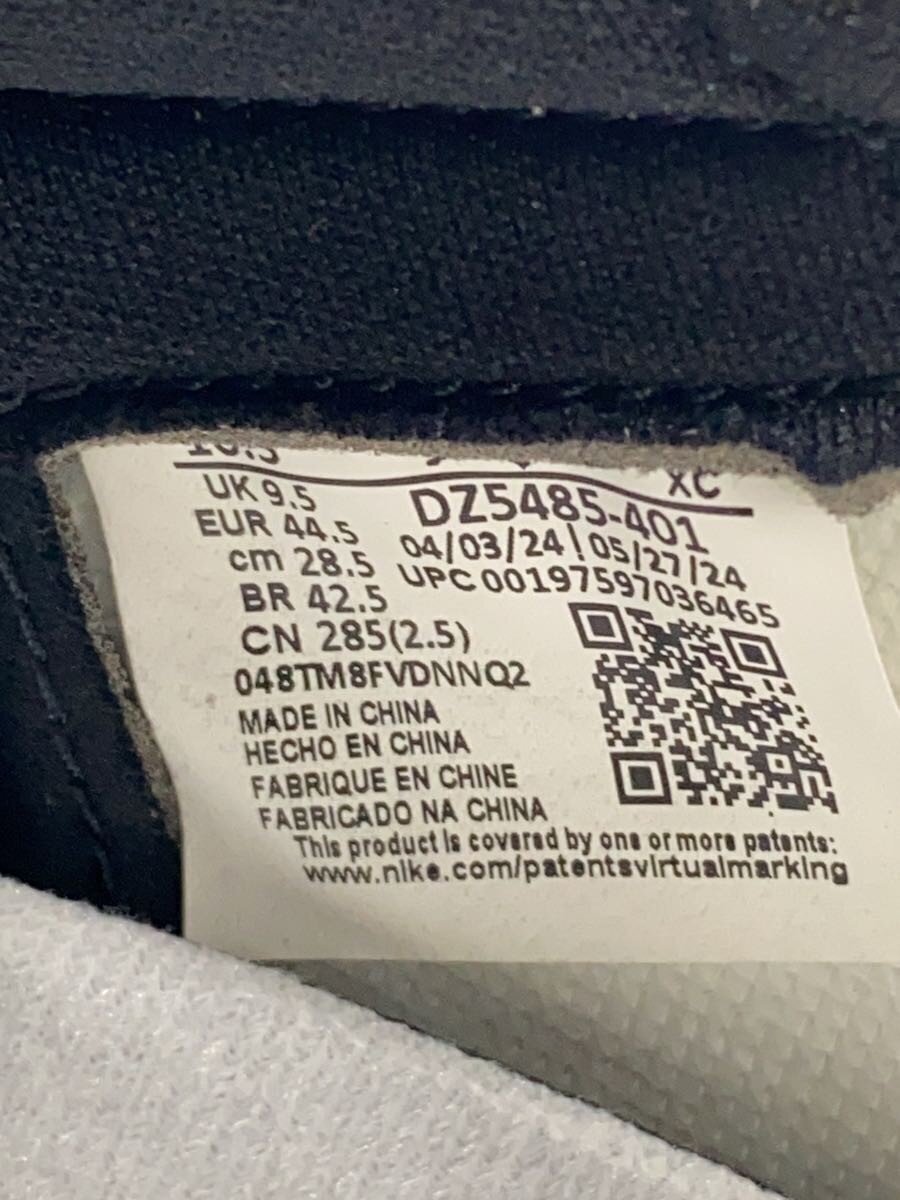 10.5
XC
UK 9.5
DZ5485-401
EUR 44.5
04/03/24 | 05/27/24
cm 28.5
UPC 00197597036465
BR 42.5
CN 285(2.5)
048TM8FVDNNQ2
MADE IN CHINA
HECHO EN CHINA
FABRIQUE EN CHINE
FABRICADO NA CHINA
This product is covered by one or more patents:
www.nike.com/patentsvirtualmarking